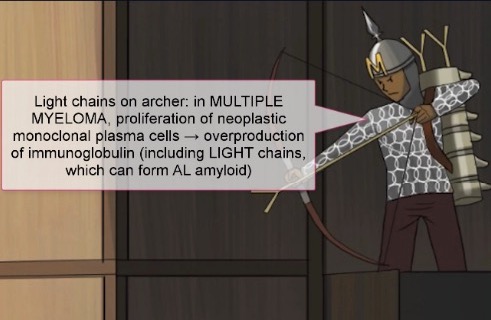 Light chains on archer: in MULTIPLE
MYELOMA, proliferation of neoplastic
monoclonal plasma cells → overproduction
of immunoglobulin (including LIGHT chains,
which can form AL amyloid)
M